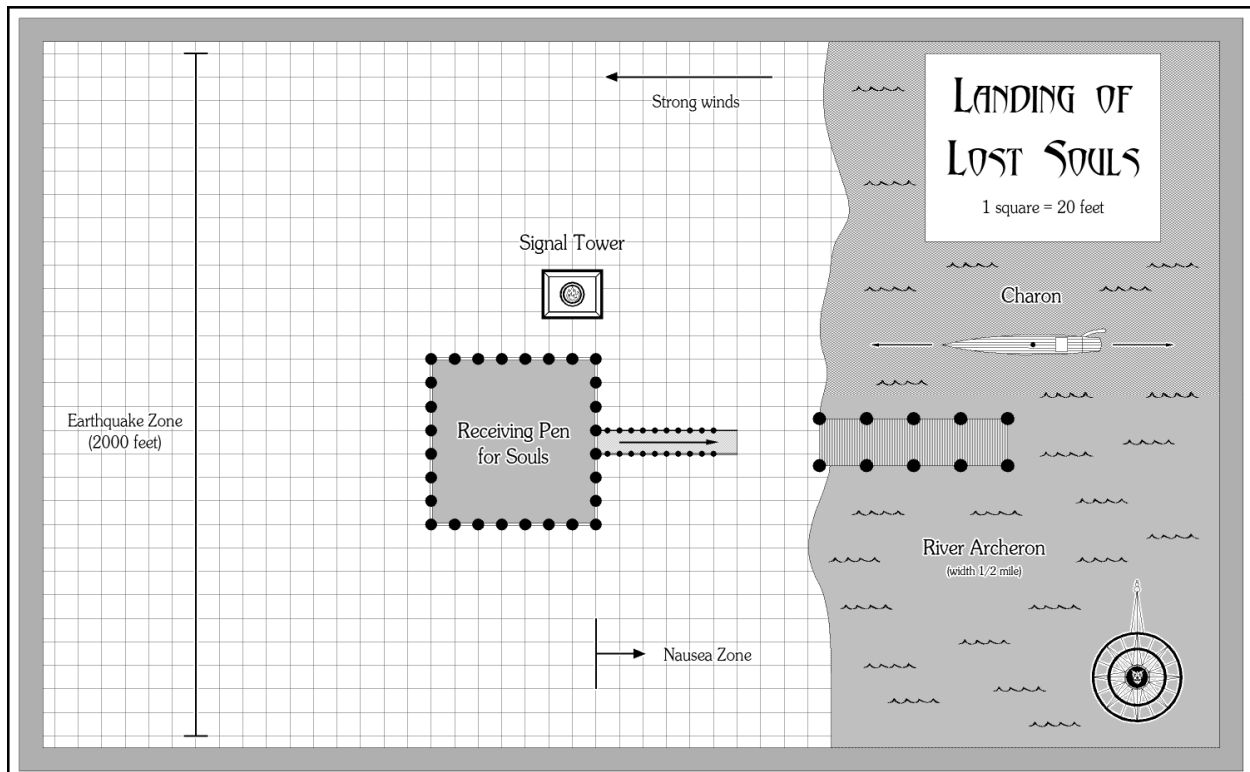 LANDING OF
LOST SOULS
1 square = 20 feet
Strong winds
Signal Tower
Charon
Earthquake Zone
(2000 feet)
Receiving Pen
for Souls
River Archeron
(width 1/2 mile)
Nausea Zone